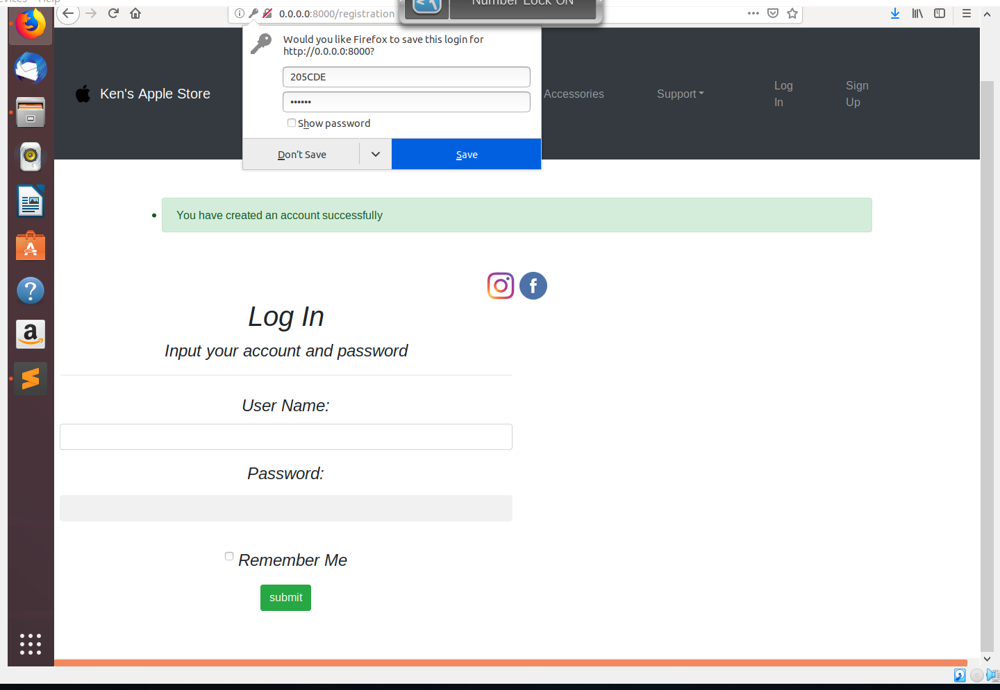 Devices Help
Number Lock ON
0.0.0.0:8000/registration
Would you like Firefox to save this login for
http://0.0.0.0:8000?
205CDE
••••••
Show password
Don’t Save
Save
Ken's Apple Store
Accessories
Support
Log
In
Sign
Up
You have created an account successfully
Log In
Input your account and password
User Name:
Password:
Remember Me
submit